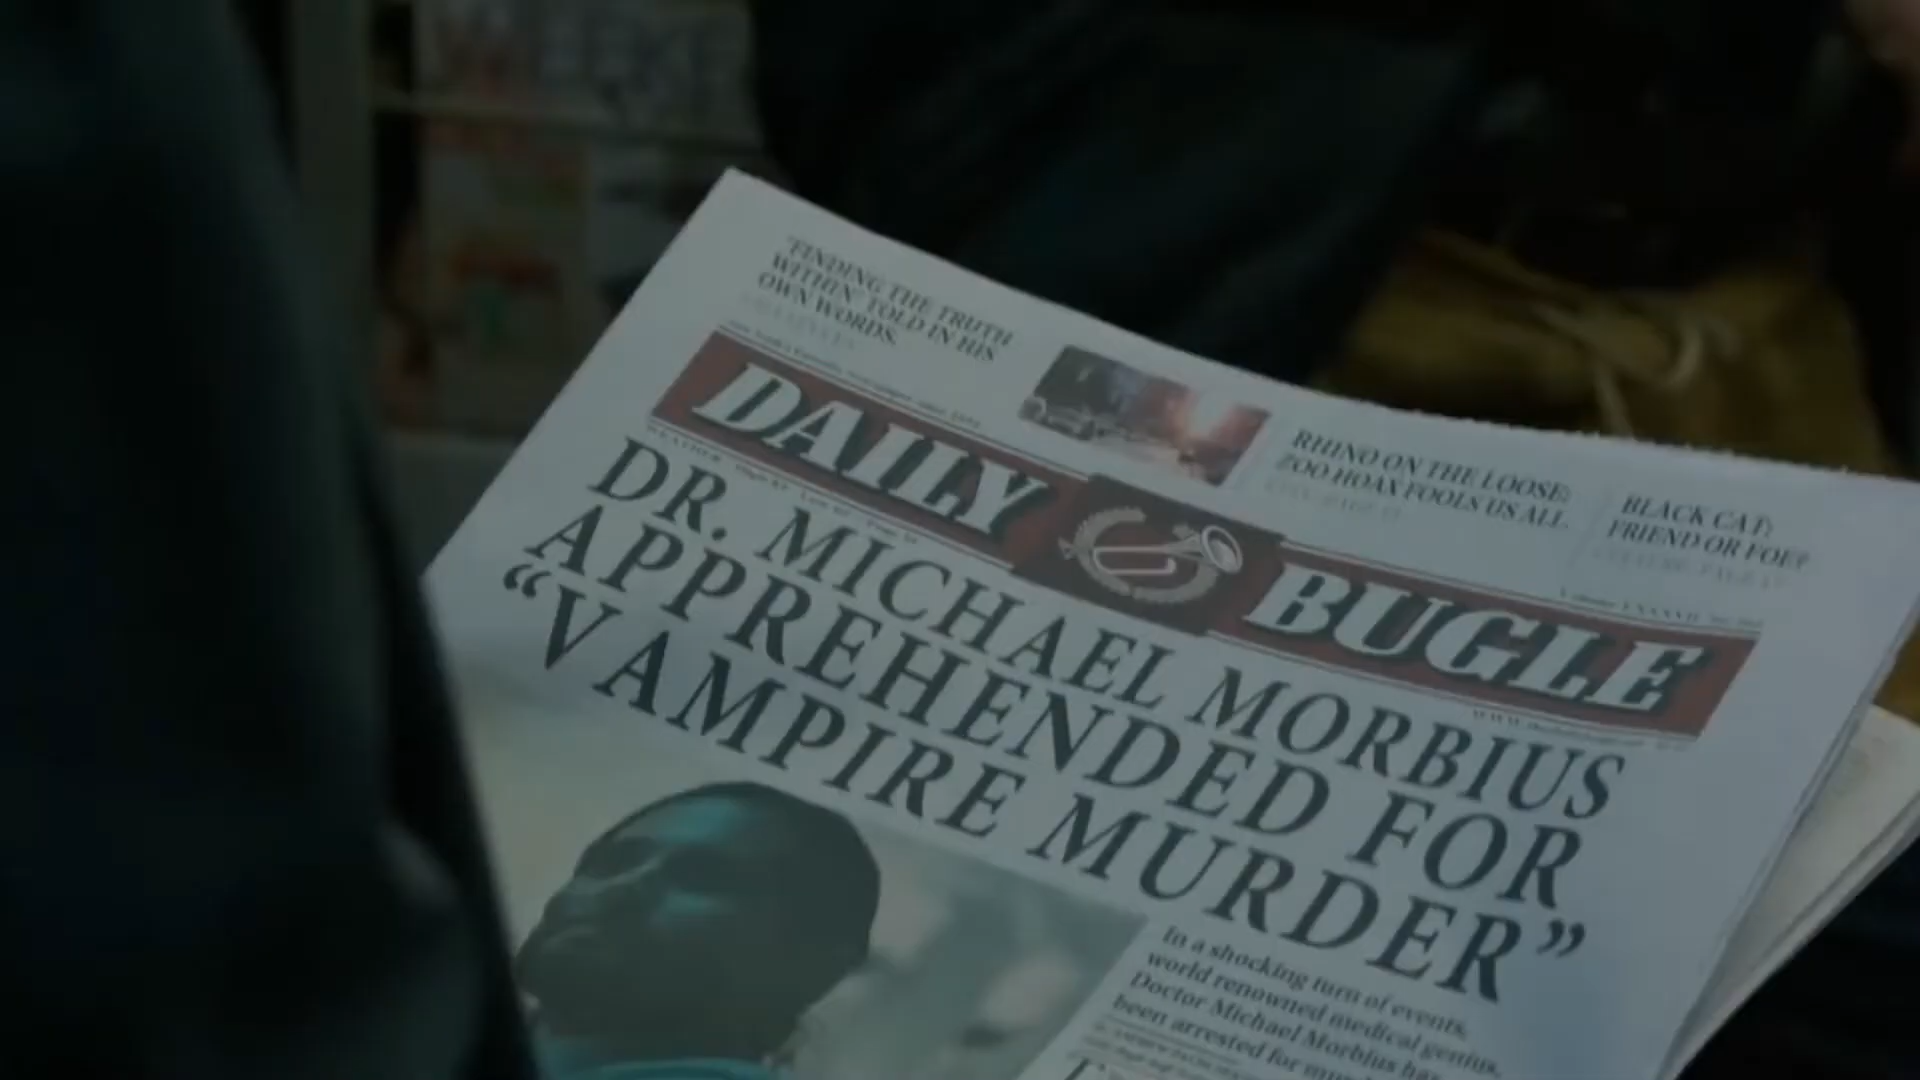 "FINDING THE TRUTH
WITHIN" TOLD IN HIS
OWN WORDS.
RHINO ON THE LOOSE:
ZOO HOAX FOOLS US ALL.
BLACK CAT:
FRIEND OR FOE?
DAILY BUGLE
DR. MICHAEL MORBIUS
APPREHENDED FOR
“VAMPIRE MURDER”
In a shocking turn of events,
world renowned medical genius,
Doctor Michael Morbius has
been arrested for